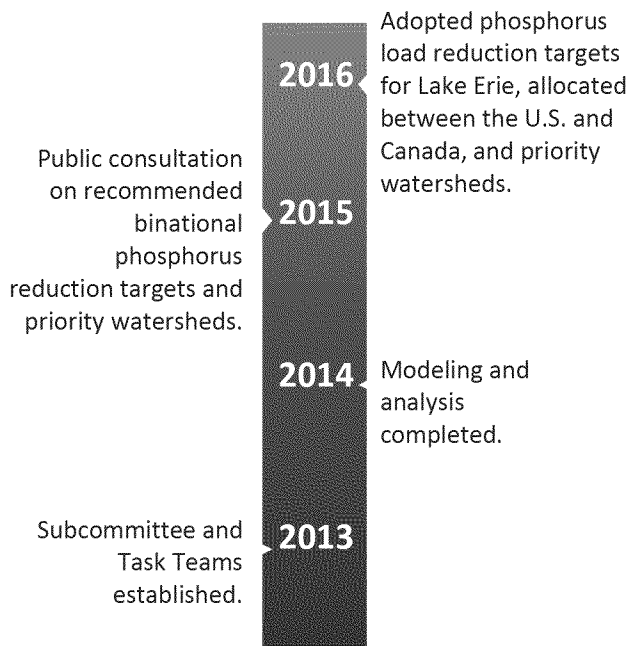 2016
Adopted phosphorus
load reduction targets
for Lake Erie, allocated
between the U.S. and
Canada, and priority
watersheds.
2015
Public consultation
on recommended
binational
phosphorus
reduction targets and
priority watersheds.
2014
Modeling and
analysis
completed.
2013
Subcommittee and
Task Teams
established.